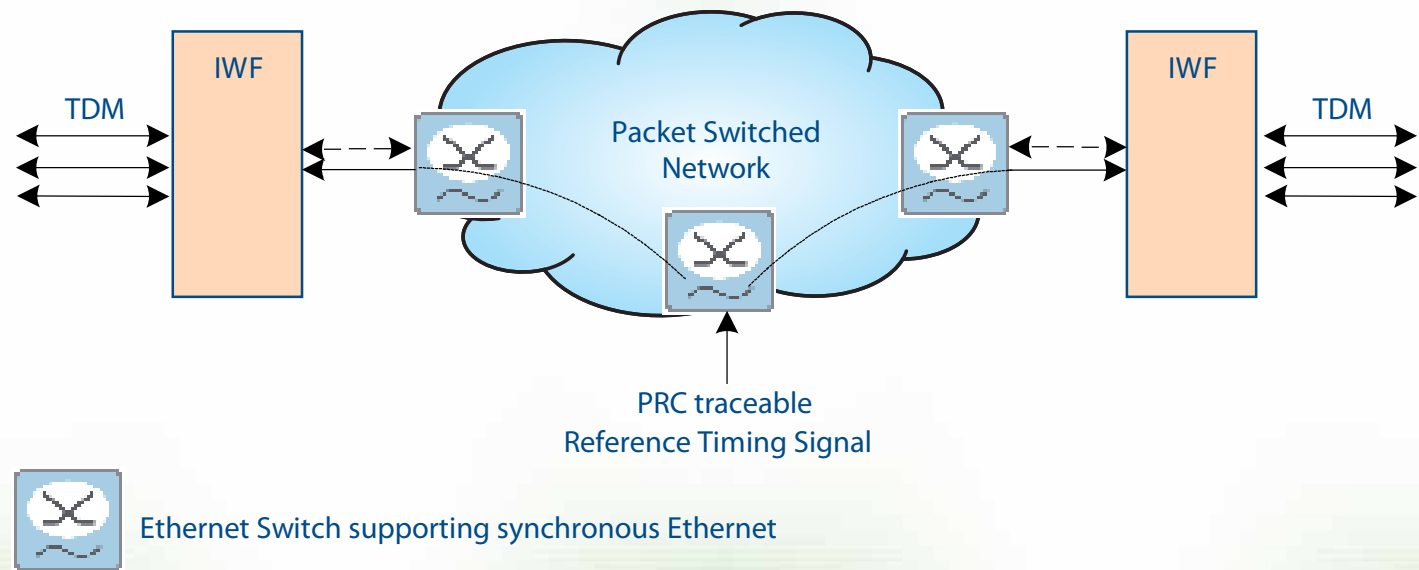 IWF
IWF
TDM
TDM
Packet Switched
Network
PRC traceable
Reference Timing Signal
Ethernet Switch supporting synchronous Ethernet